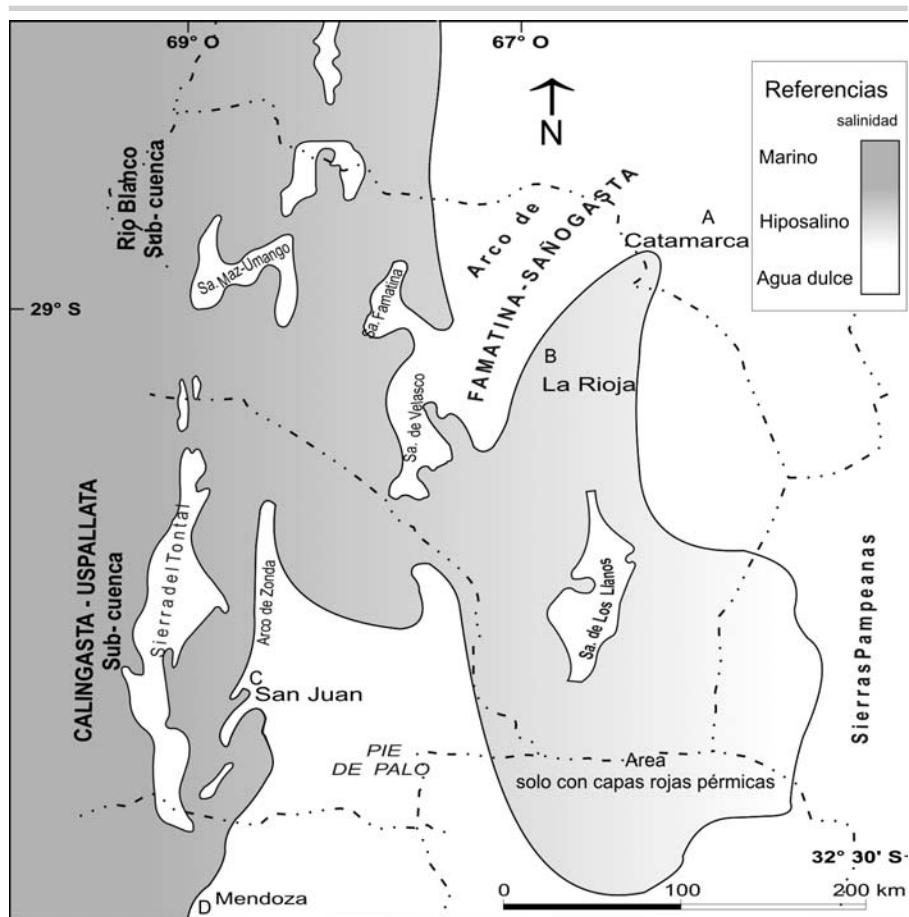 69° O
67° O
N
Referencias
salinidad
Marino
Hiposalino
Agua dulce
Rio Blanco
Sub- cuenca
Arco de
FAMATINA-SAÑOGASTA
A
Catamarca
Sa. Maz-Umango
Sa. Famatina
29° S
B
La Rioja
Sa. de Velasco
CALINGASTA - USPALLATA
Sub- cuenca
Sierra del Tontal
Arco de Zonda
Sa. de Los Llanos
Sierras Pampeanas
C
San Juan
PIE
DE PALO
Area
solo con capas rojas pérmicas
32° 30' S
D
Mendoza
0
100
200 km